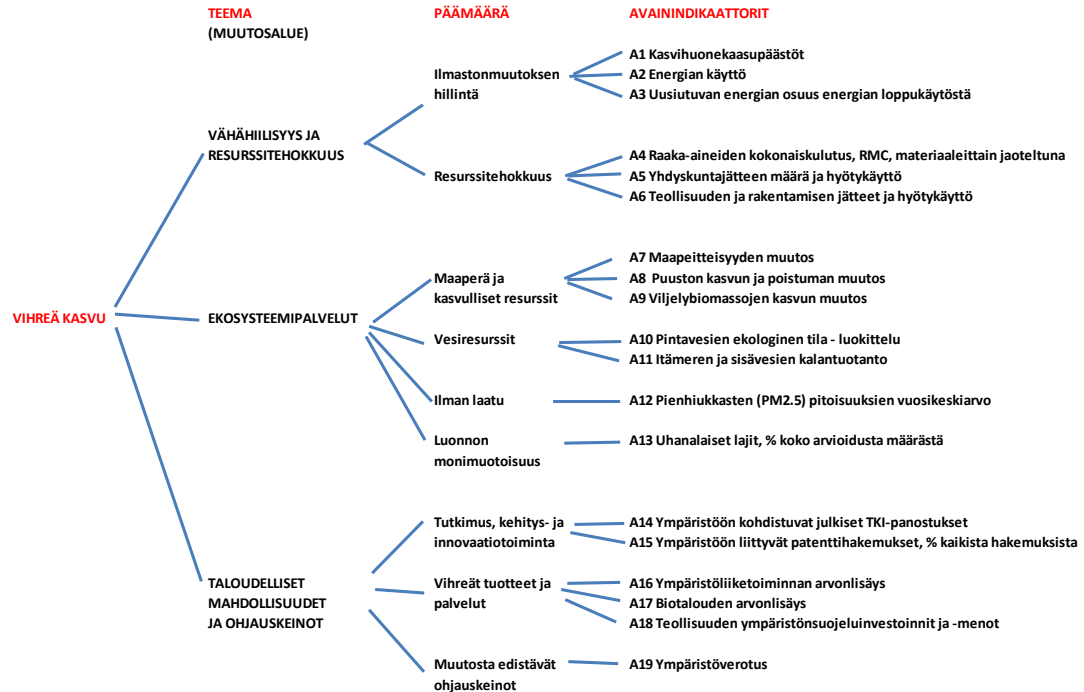 TEEMA
(MUUTOSALUE)
PÄÄMÄÄRÄ
AVAININDIKAATTORIT
VIHREÄ KASVU
VÄHÄHIILISYYS JA
RESURSSITEHOKKUUS
Ilmastonmuutoksen
hillintä
A1 Kasvihuonekaasupäästöt
A2 Energian käyttö
A3 Uusiutuvan energian osuus energian loppukäytöstä
Resurssitehokkuus
A4 Raaka-aineiden kokonaiskulutus, RMC, materiaaleittain jaoteltuna
A5 Yhdyskuntajätteen määrä ja hyötykäyttö
A6 Teollisuuden ja rakentamisen jätteet ja hyötykäyttö
EKOSYSTEEMIPALVELUT
Maaperä ja
kasvulliset resurssit
A7 Maapeitteisyyden muutos
A8 Puuston kasvun ja poistuman muutos
A9 Viljelybiomassojen kasvun muutos
Vesiresurssit
A10 Pintavesien ekologinen tila - luokittelu
A11 Itämeren ja sisävesien kalantuotanto
Ilman laatu
A12 Pienhiukkasten (PM2.5) pitoisuuksien vuosikeskiarvo
Luonnon
monimuotoisuus
A13 Uhanalaiset lajit, % koko arvioidusta määrästä
TALOUDELLISET
MAHDOLLISUUDET
JA OHJAUSKEINOT
Tutkimus, kehitys- ja
innovaatiotoiminta
A14 Ympäristöön kohdistuvat julkiset TKI-panostukset
A15 Ympäristöön liittyvät patenttihakemukset, % kaikista hakemuksista
Vihreät tuotteet ja
palvelut
A16 Ympäristöliiketoiminnan arvonlisäys
A17 Biotalouden arvonlisäys
A18 Teollisuuden ympäristönsuojeluinvestoinnit ja -menot
Muutosta edistävät
ohjauskeinot
A19 Ympäristöverotus